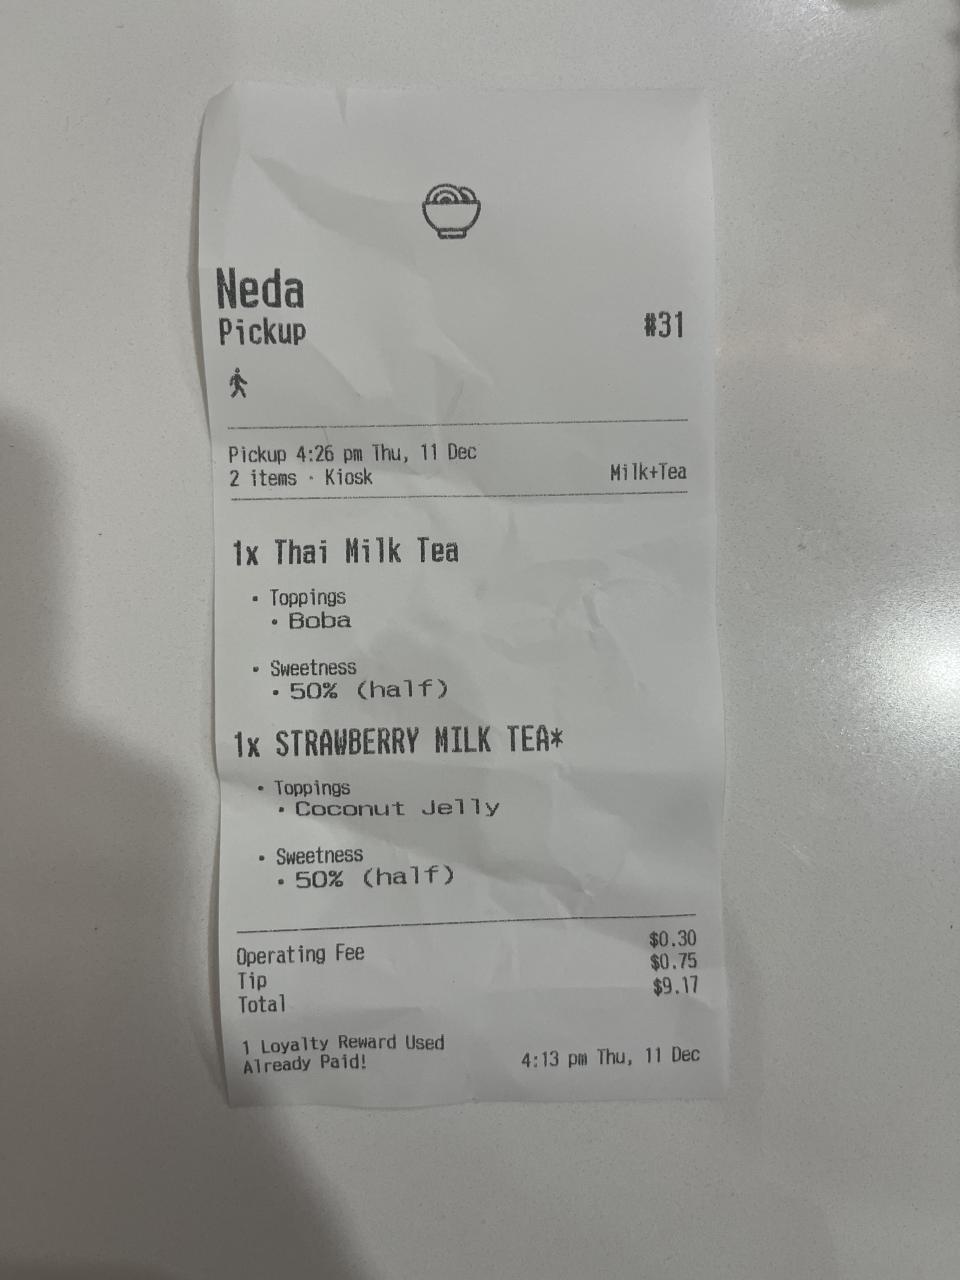 Neda
Pickup #31
Pickup 4:26 pm Thu, 11 Dec
2 items · Kiosk Milk+Tea
1x Thai Milk Tea
• Toppings
• Boba
• Sweetness
• 50% (half)
1x STRAWBERRY MILK TEA*
• Toppings
• Coconut Jelly
• Sweetness
• 50% (half)
Operating Fee $0.30
Tip $0.75
Total $9.17
1 Loyalty Reward Used
Already Paid! 4:13 pm Thu, 11 Dec